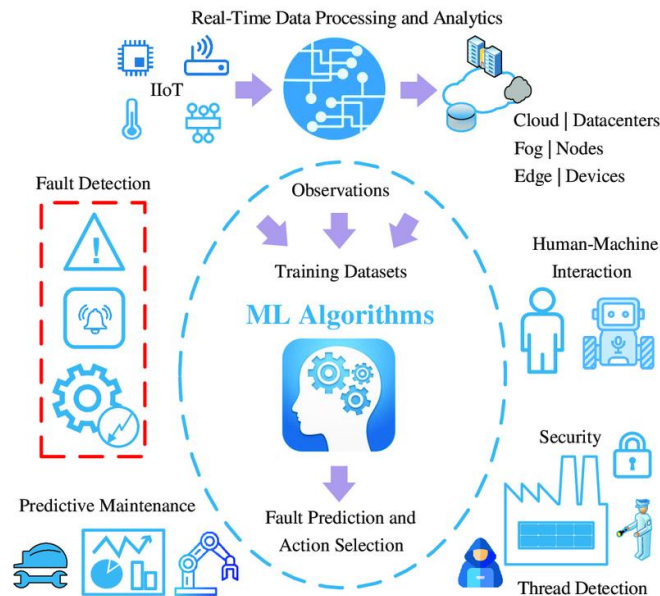 Real-Time Data Processing and Analytics
IIoT
Cloud | Datacenters
Fog | Nodes
Edge | Devices
Fault Detection
Observations
Training Datasets
ML Algorithms
Human-Machine
Interaction
Security
Predictive Maintenance
Fault Prediction and
Action Selection
Thread Detection